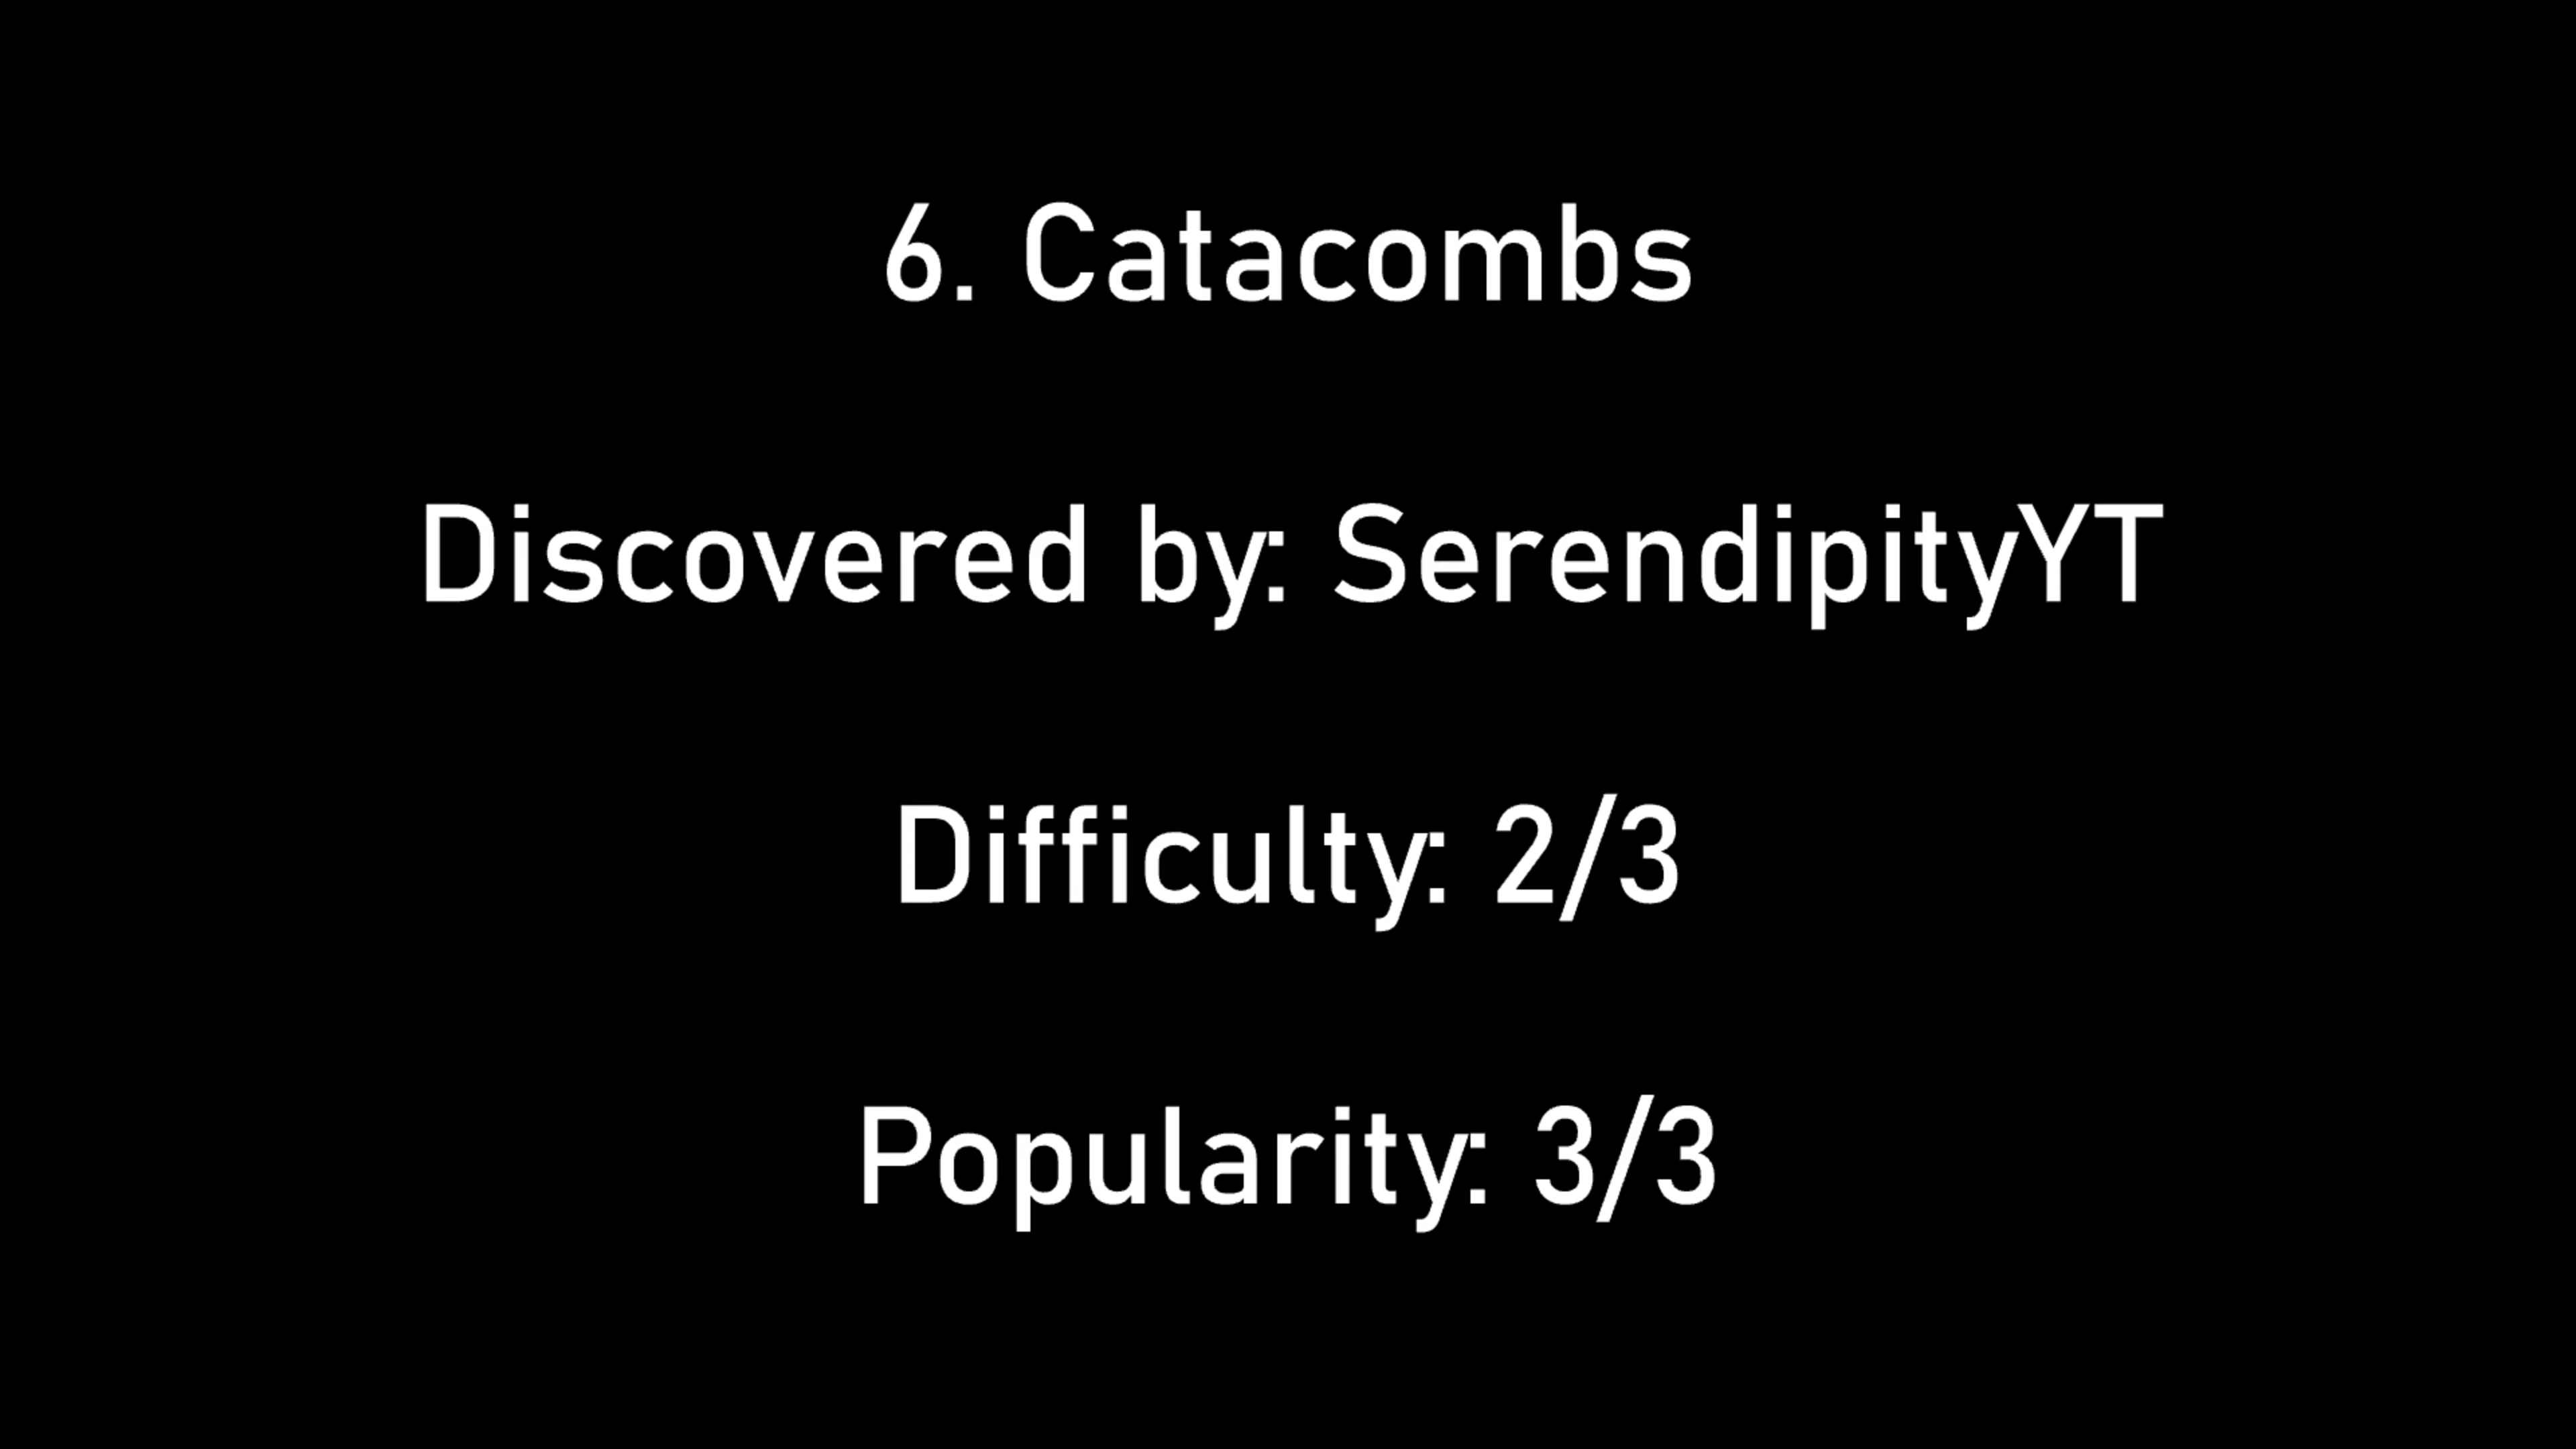 6. Catacombs
Discovered by: SerendipityYT
Difficulty: 2/3
Popularity: 3/3